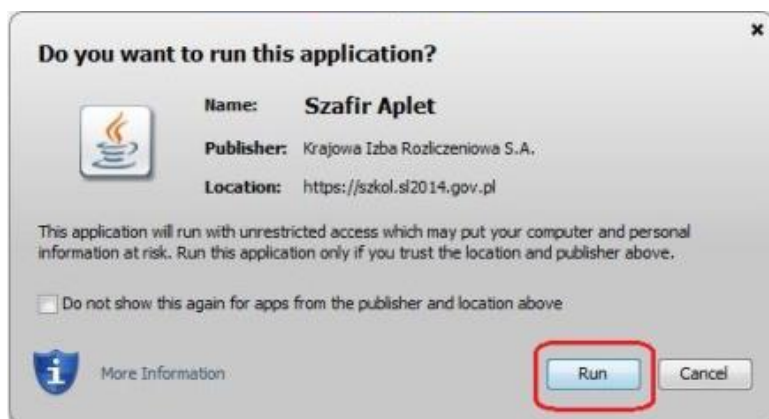 Do you want to run this application?
Name: Szafir Aplet
Publisher: Krajowa Izba Rozliczeniowa S.A.
Location: https://szkol.sl2014.gov.pl
This application will run with unrestricted access which may put your computer and personal
information at risk. Run this application only if you trust the location and publisher above.
Do not show this again for apps from the publisher and location above
More Information
Run
Cancel